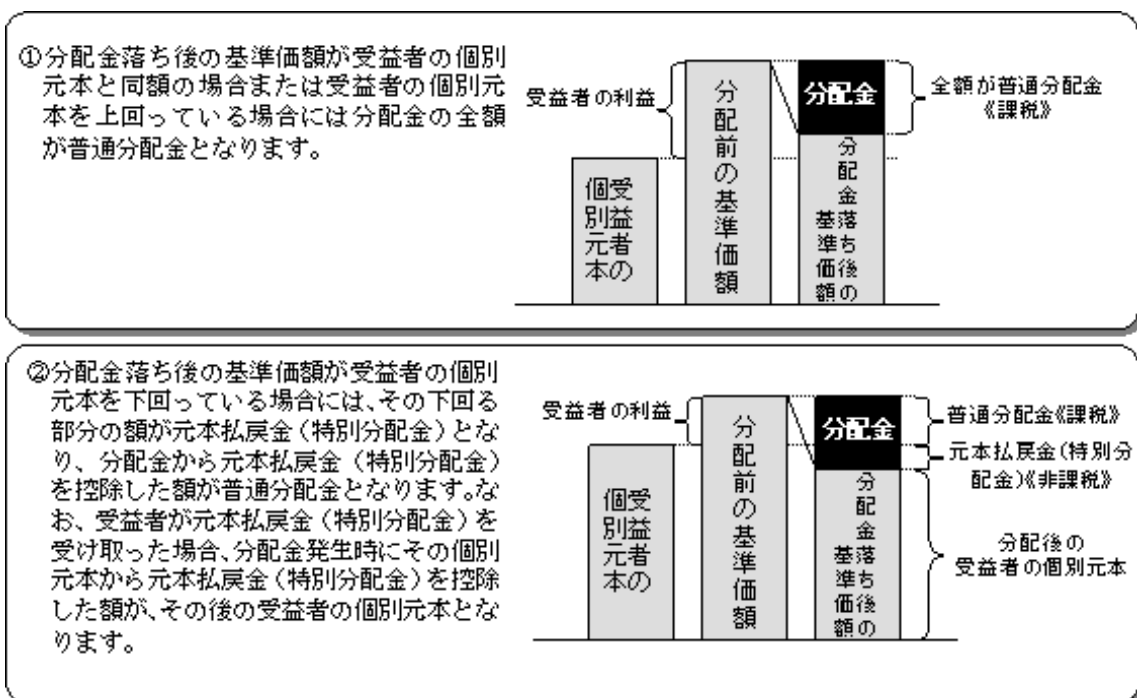 ①分配金落ち後の基準価額が受益者の個別
元本と同額の場合または受益者の個別元
本を上回っている場合には分配金の全額
が普通分配金となります。
受益者の利益
受益者の
個別元本
分配前の基準価額
分配金
分配金落ち後の
基準価額
全額が普通分配金
《課税》
②分配金落ち後の基準価額が受益者の個別
元本を下回っている場合には、その下回る
部分の額が元本払戻金(特別分配金)とな
り、分配金から元本払戻金(特別分配金)
を控除した額が普通分配金となります。な
お、受益者が元本払戻金(特別分配金)を
受け取った場合、分配金発生時にその個別
元本から元本払戻金(特別分配金)を控除
した額が、その後の受益者の個別元本とな
ります。
受益者の利益
受益者の
個別元本
分配前の基準価額
分配金
分配金落ち後の
基準価額
普通分配金《課税》
元本払戻金(特別分
配金)《非課税》
分配後の
受益者の個別元本